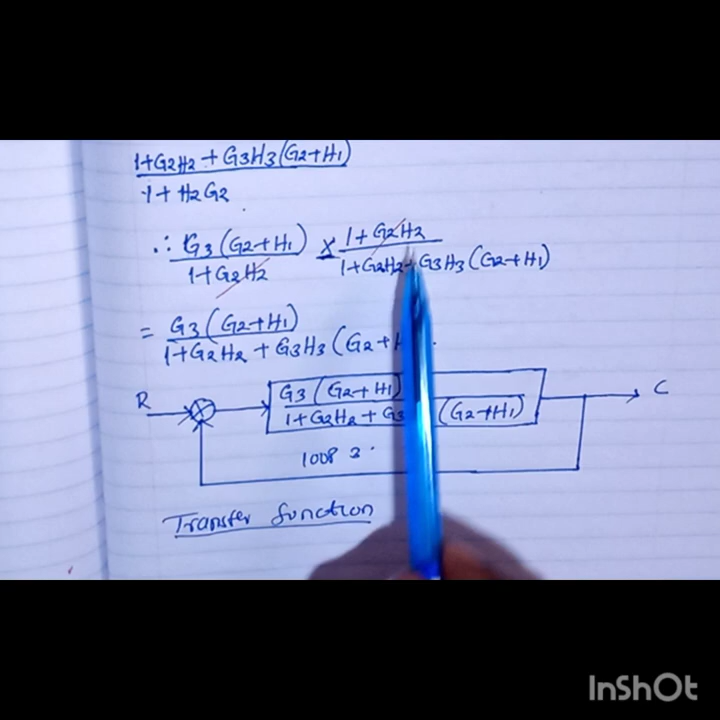 1+G2H2 + G3H3(G2+H1)
1 + H2G2
∴ G3(G2+H1) × 1+G2H2
1+G2H2 1+G2H2+G3H3(G2+H1)
= G3(G2+H1)
1+G2H2 + G3H3(G2+
R G3(G2+H1) C
1+G2H2+G3 (G2+H1)
loop 3.
Transfer function
InShOt